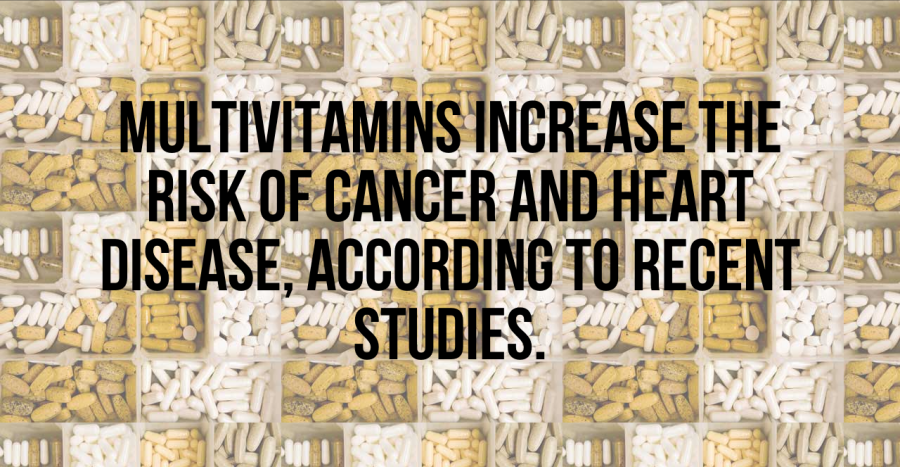 MULTIVITAMINS INCREASE THE
RISK OF CANCER AND HEART
DISEASE, ACCORDING TO RECENT
STUDIES.